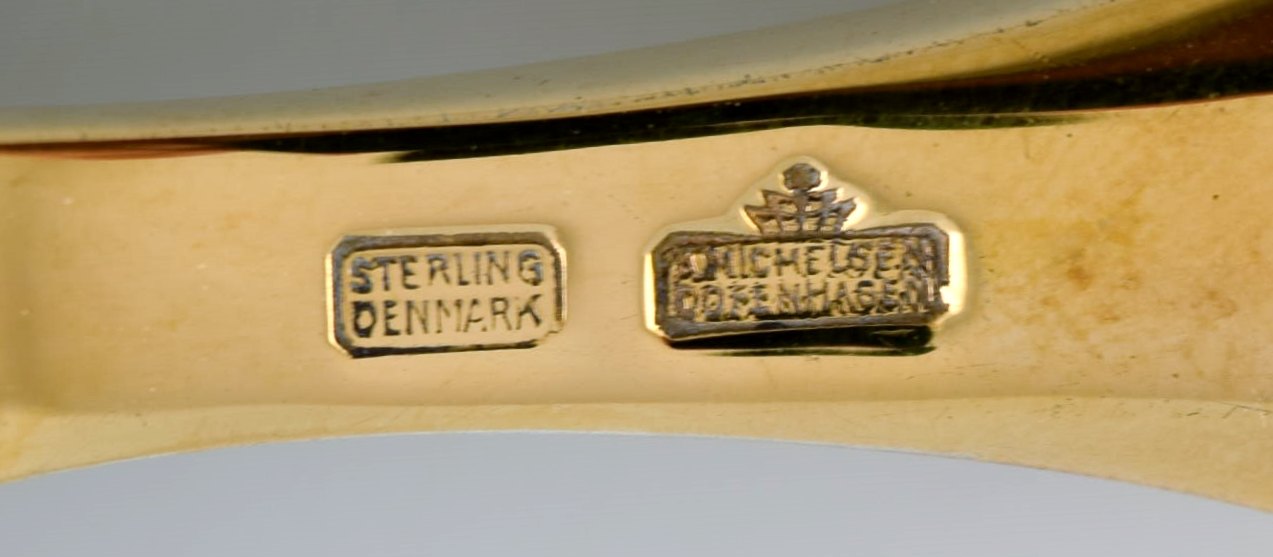 STERLING
DENMARK
A. MICHELSEN
COPENHAGEN